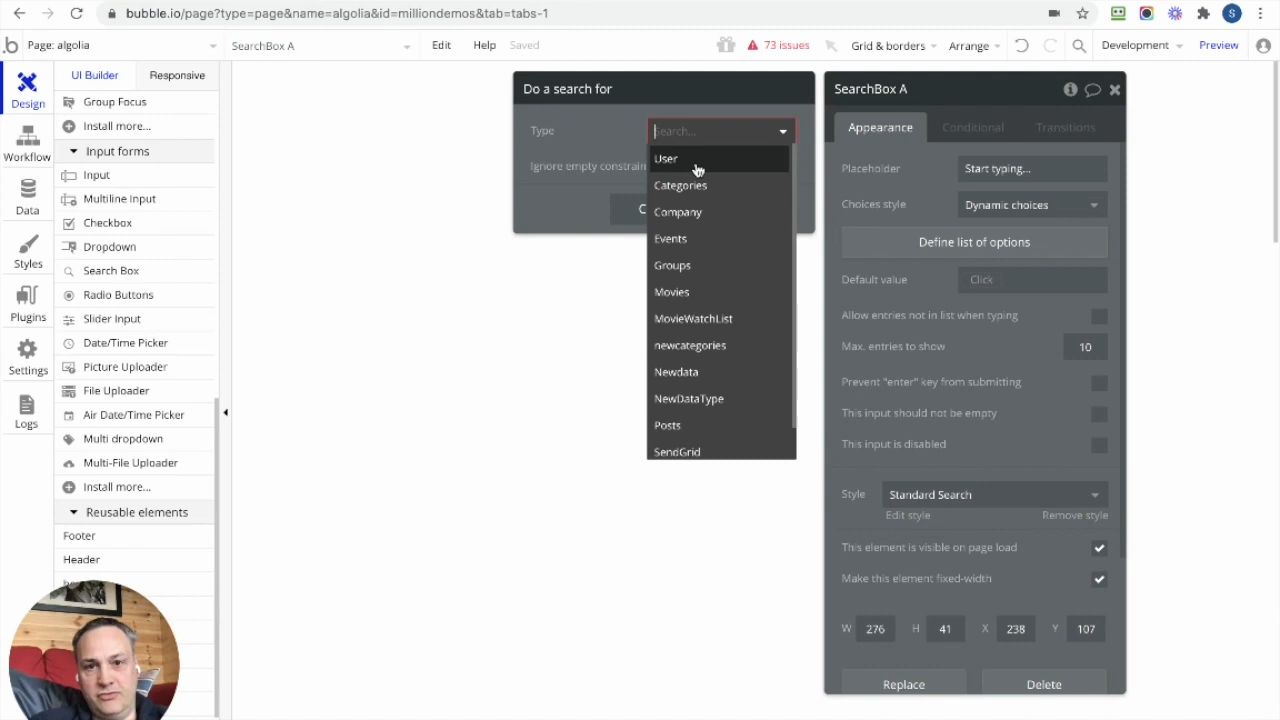 bubble.io/page?type=page&name=algolia&id=milliondemos&tab=tabs-1
S
.b
Page: algolia
SearchBox A
Edit
Help
Saved
73 issues
Grid & borders
Arrange
Development
Preview
UI Builder
Responsive
Design
Workflow
Data
Styles
Plugins
Settings
Logs
Group Focus
Install more...
Input forms
Input
Multiline Input
Checkbox
Dropdown
Search Box
Radio Buttons
Slider Input
Date/Time Picker
Picture Uploader
File Uploader
Air Date/Time Picker
Multi dropdown
Multi-File Uploader
Install more...
Reusable elements
Footer
Header
Do a search for
Type
Search...
Ignore empty constrain
User
Categories
Company
Events
Groups
Movies
MovieWatchList
newcategories
Newdata
NewDataType
Posts
SendGrid
SearchBox A
Appearance
Conditional
Transitions
Placeholder
Start typing...
Choices style
Dynamic choices
Define list of options
Default value
Click
Allow entries not in list when typing
Max. entries to show
10
Prevent "enter" key from submitting
This input should not be empty
This input is disabled
Style
Standard Search
Edit style
Remove style
This element is visible on page load
Make this element fixed-width
W 276 H 41 X 238 Y 107
Replace
Delete